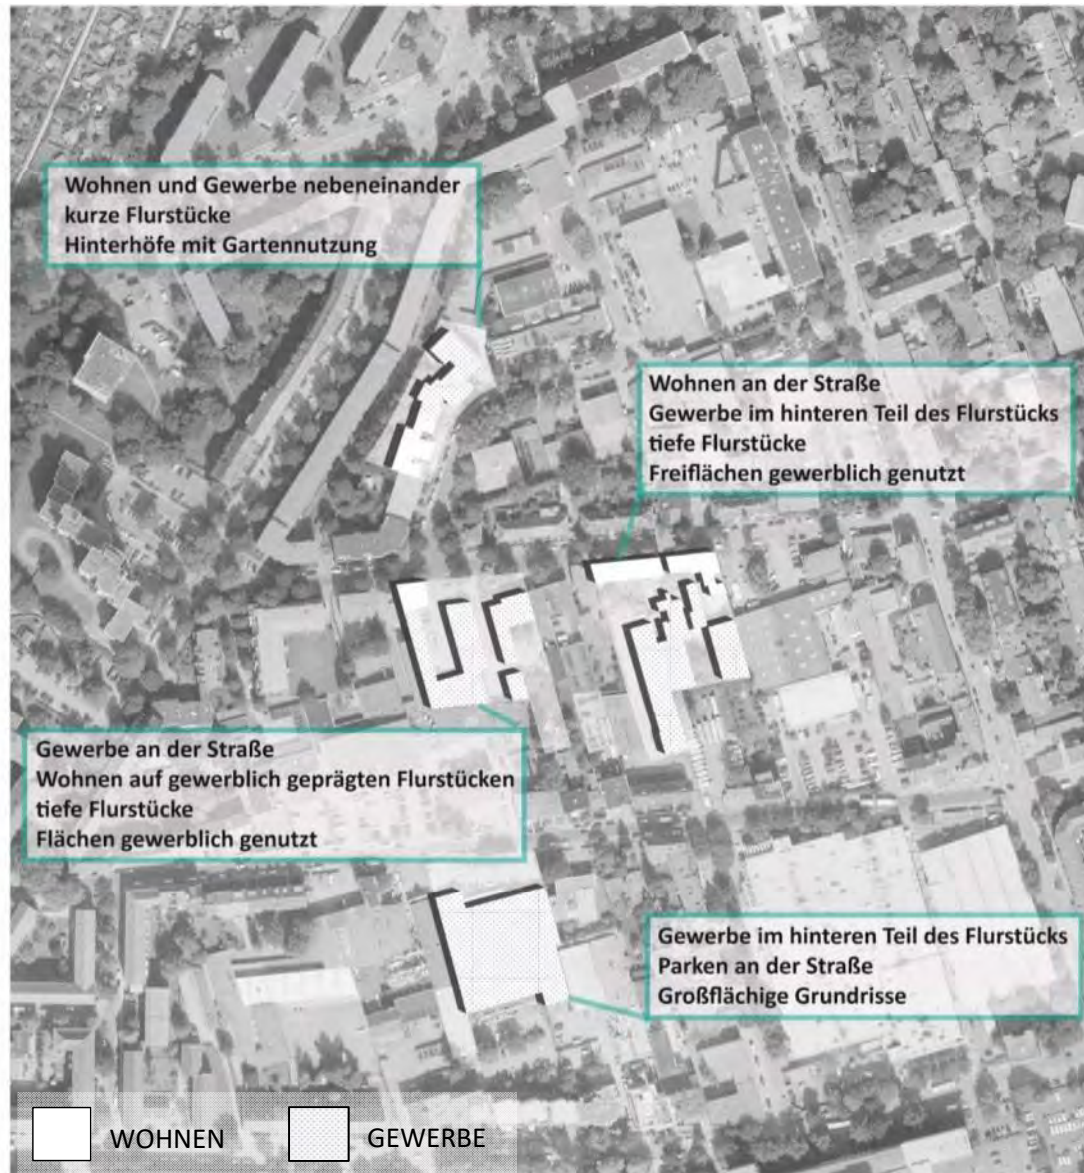 Wohnen und Gewerbe nebeneinander
kurze Flurstücke
Hinterhöfe mit Gartennutzung
Wohnen an der Straße
Gewerbe im hinteren Teil des Flurstücks
tiefe Flurstücke
Freiflächen gewerblich genutzt
Gewerbe an der Straße
Wohnen auf gewerblich geprägten Flurstücken
tiefe Flurstücke
Flächen gewerblich genutzt
Gewerbe im hinteren Teil des Flurstücks
Parken an der Straße
Großflächige Grundrisse
WOHNEN
GEWERBE